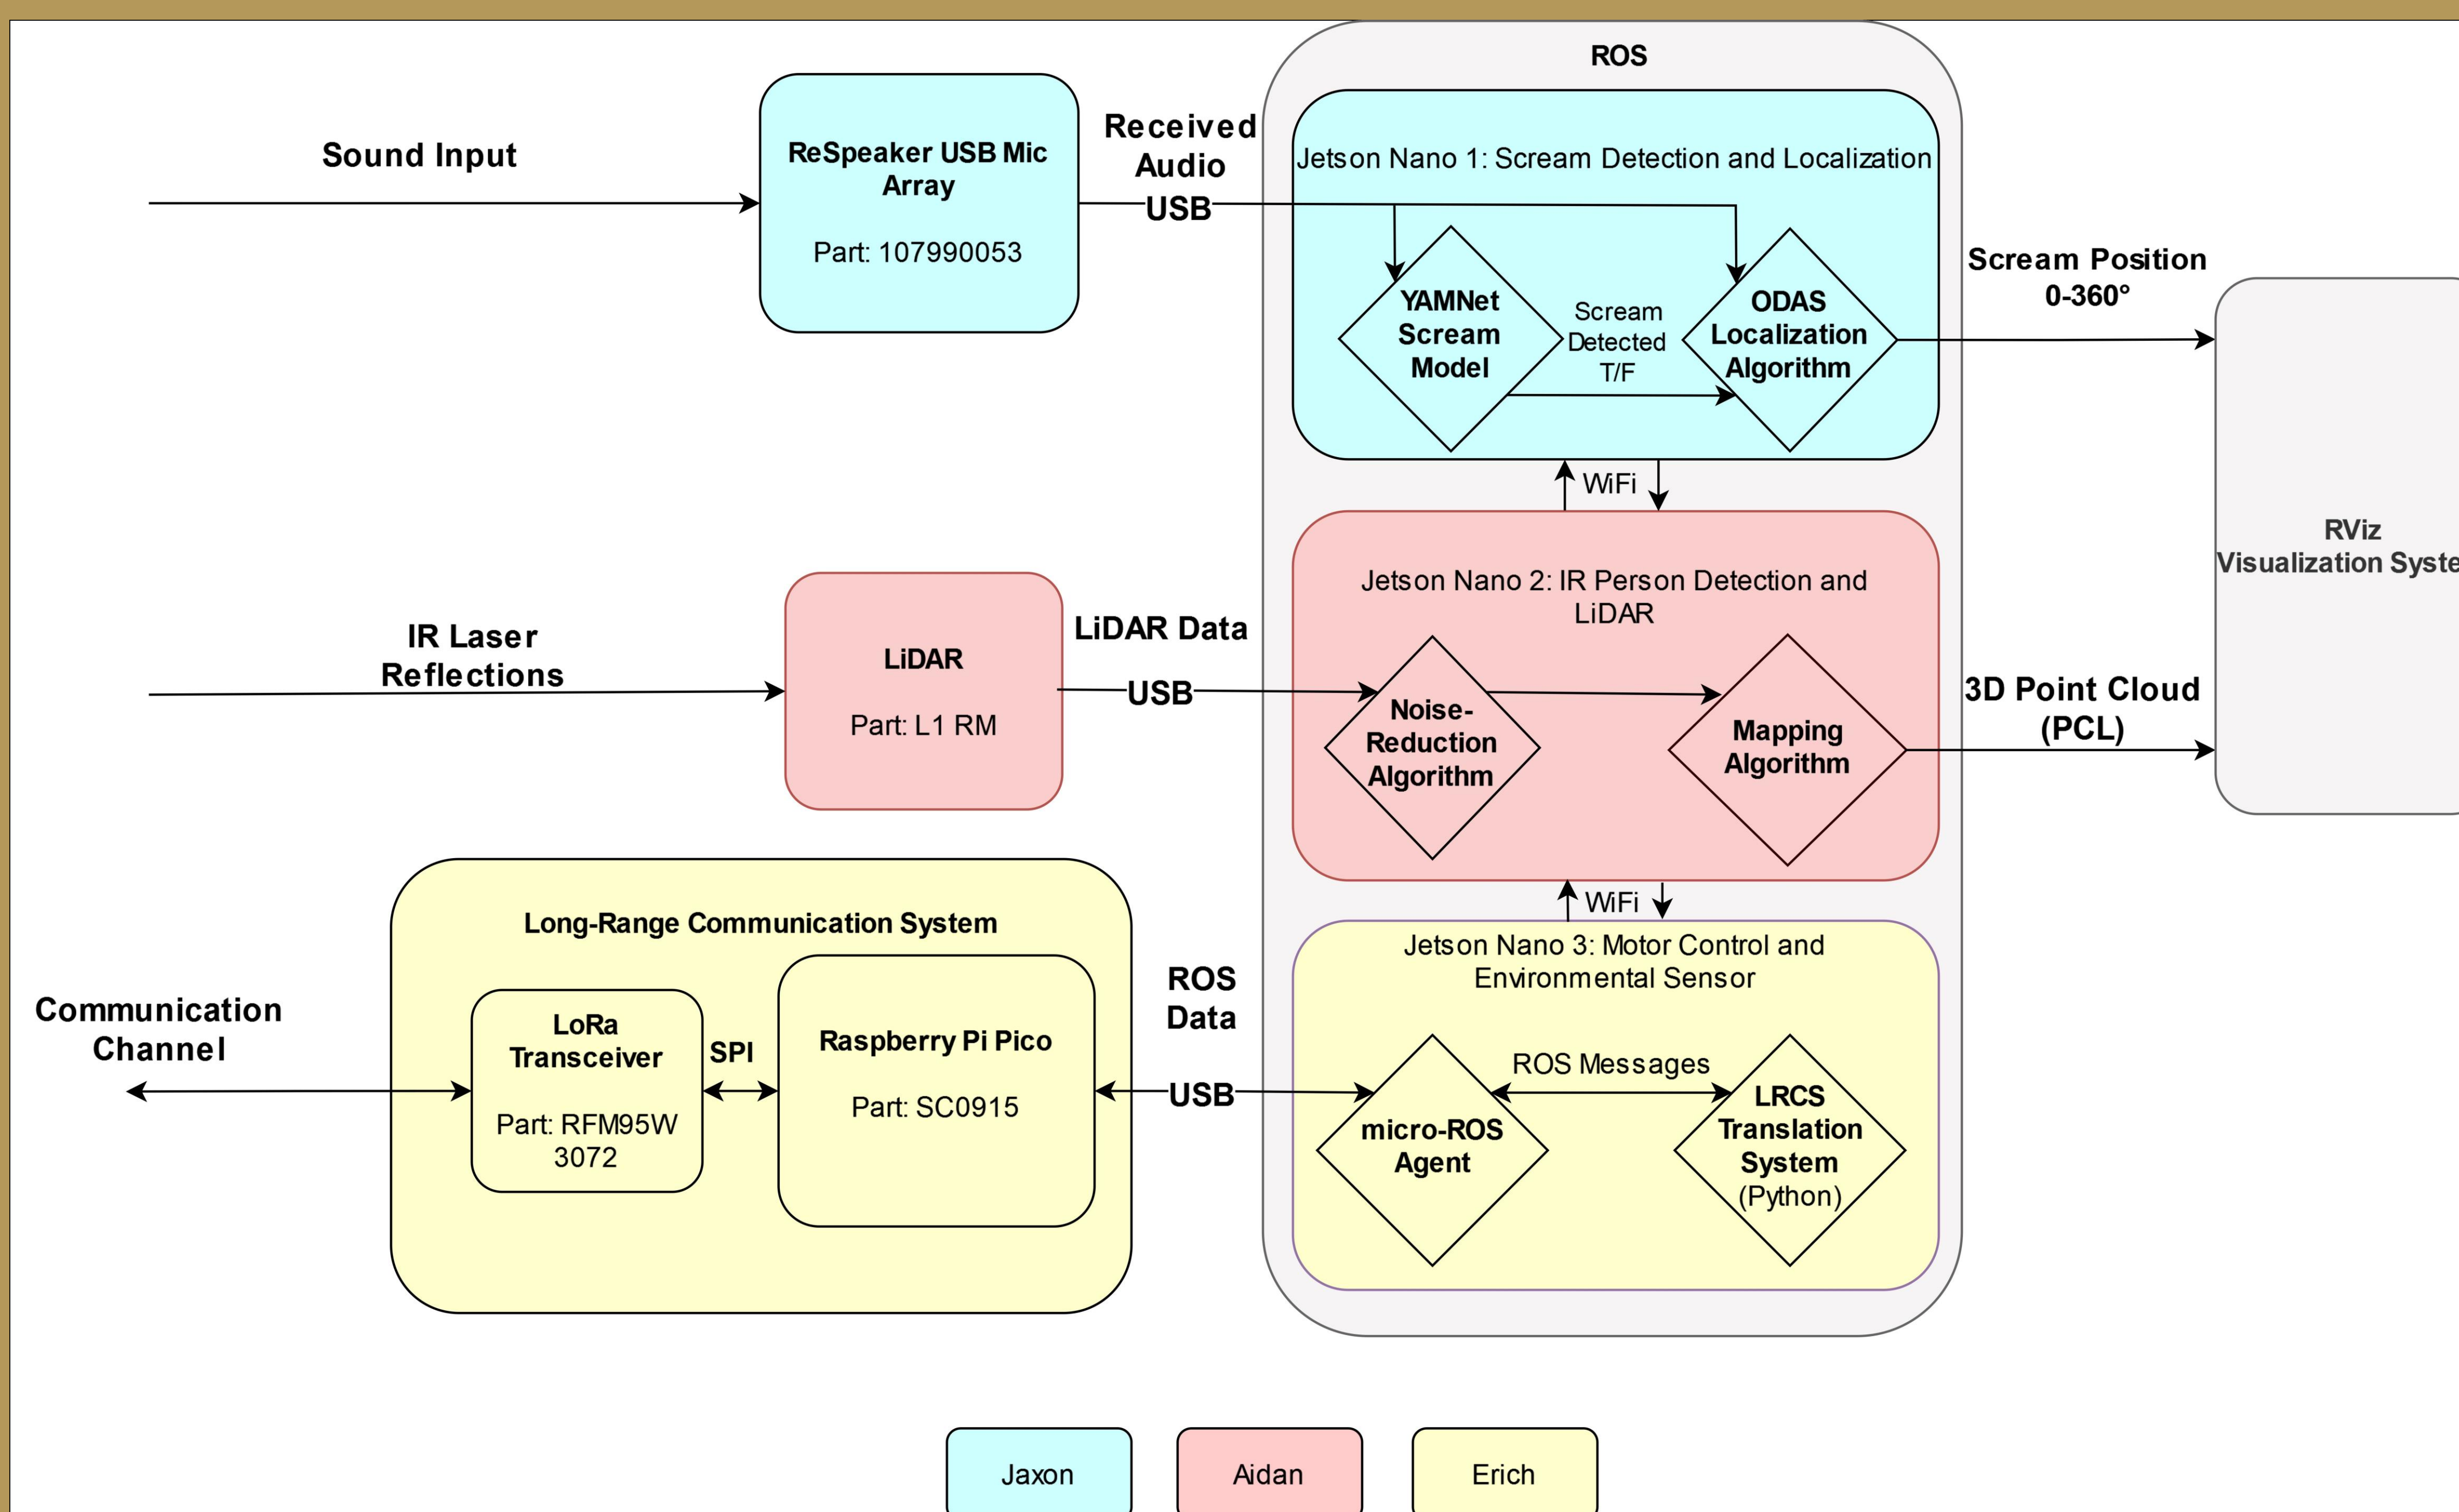 ROS
Sound Input
ReSpeaker USB Mic
Array
Part: 107990053
Received
Audio
USB
Jetson Nano 1: Scream Detection and Localization
YAMNet
Scream
Model
Scream
Detected
T/F
ODAS
Localization
Algorithm
Scream Position
0-360°
WiFi
RViz
Visualization Syste
IR Laser
Reflections
LiDAR
Part: L1 RM
LiDAR Data
USB
Jetson Nano 2: IR Person Detection and
LiDAR
Noise-
Reduction
Algorithm
Mapping
Algorithm
3D Point Cloud
(PCL)
WiFi
Communication
Channel
Long-Range Communication System
LoRa
Transceiver
Part: RFM95W
3072
SPI
Raspberry Pi Pico
Part: SC0915
ROS
Data
USB
Jetson Nano 3: Motor Control and
Environmental Sensor
micro-ROS
Agent
ROS Messages
LRCS
Translation
System
(Python)
Jaxon
Aidan
Erich